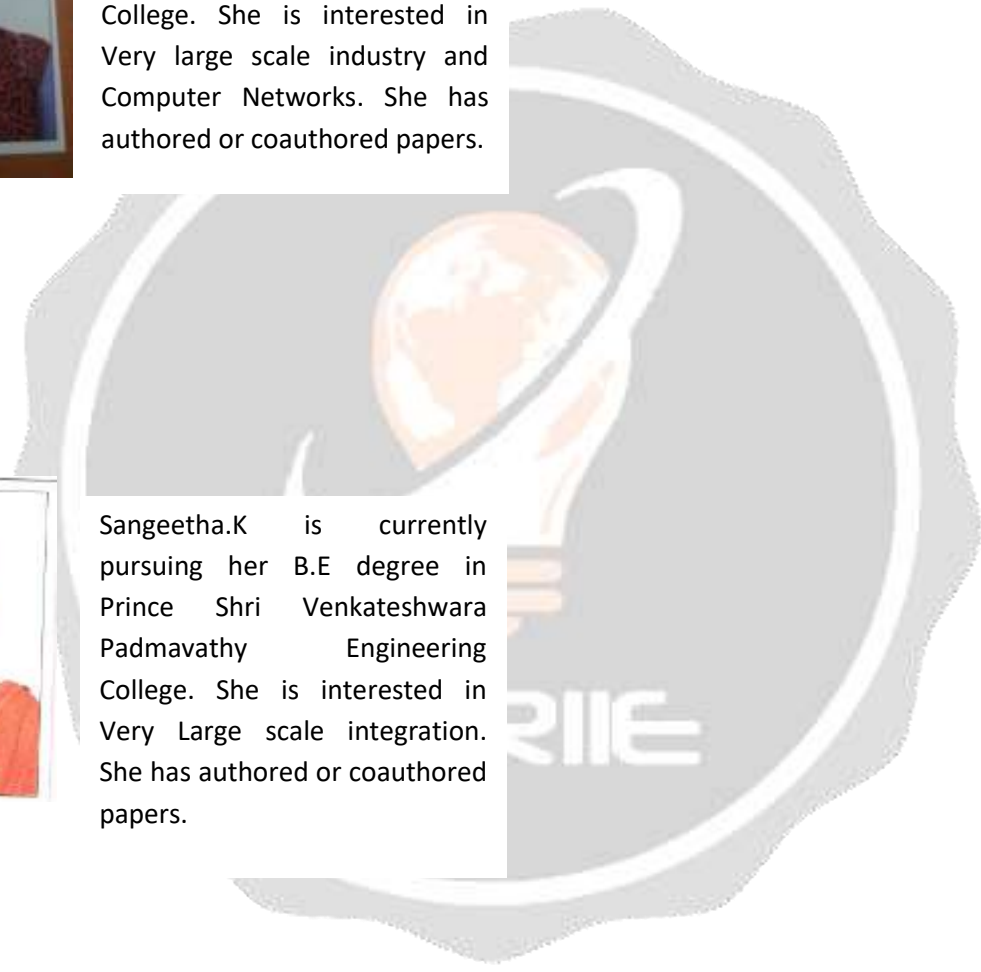 College. She is interested in
Very large scale industry and
Computer Networks. She has
authored or coauthored papers.
Sangeetha.K is currently
pursuing her B.E degree in
Prince Shri Venkateshwara
Padmavathy Engineering
College. She is interested in
Very Large scale integration.
She has authored or coauthored
papers.
RIIE